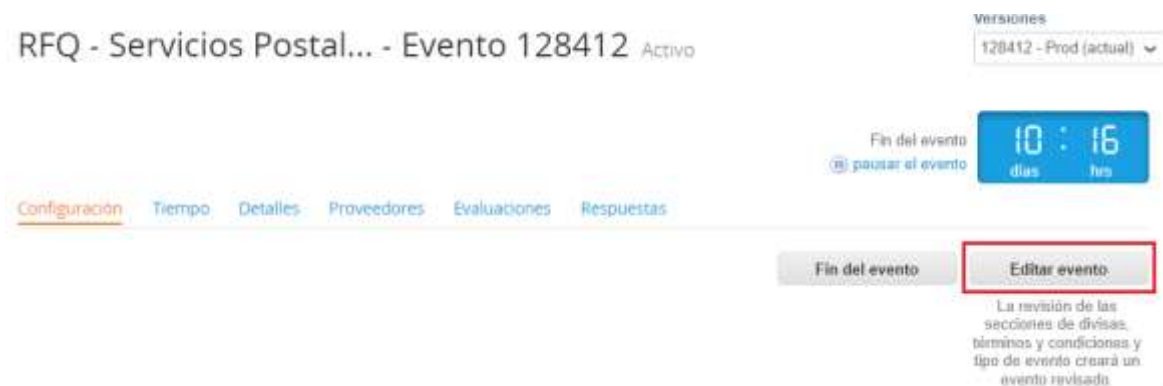 Versiones
RFQ - Servicios Postal... - Evento 128412 Activo
128412 - Prod (actual)
Fin del evento
pausar el evento
10 : 16
días hrs
Configuración Tiempo Detalles Proveedores Evaluaciones Respuestas
Fin del evento Editar evento
La revisión de las
secciones de divisas,
términos y condiciones y
tipo de evento creará un
evento revisado.